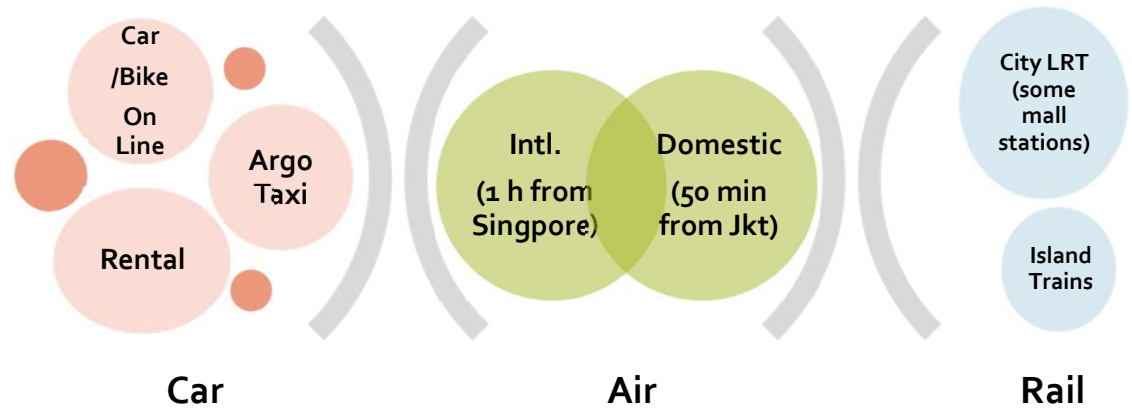 Car
/Bike
On
Line
Argo
Taxi
Rental
Intl.
(1 h from
Singpore)
Domestic
(50 min
from Jkt)
City LRT
(some
mall
stations)
Island
Trains
Car
Air
Rail